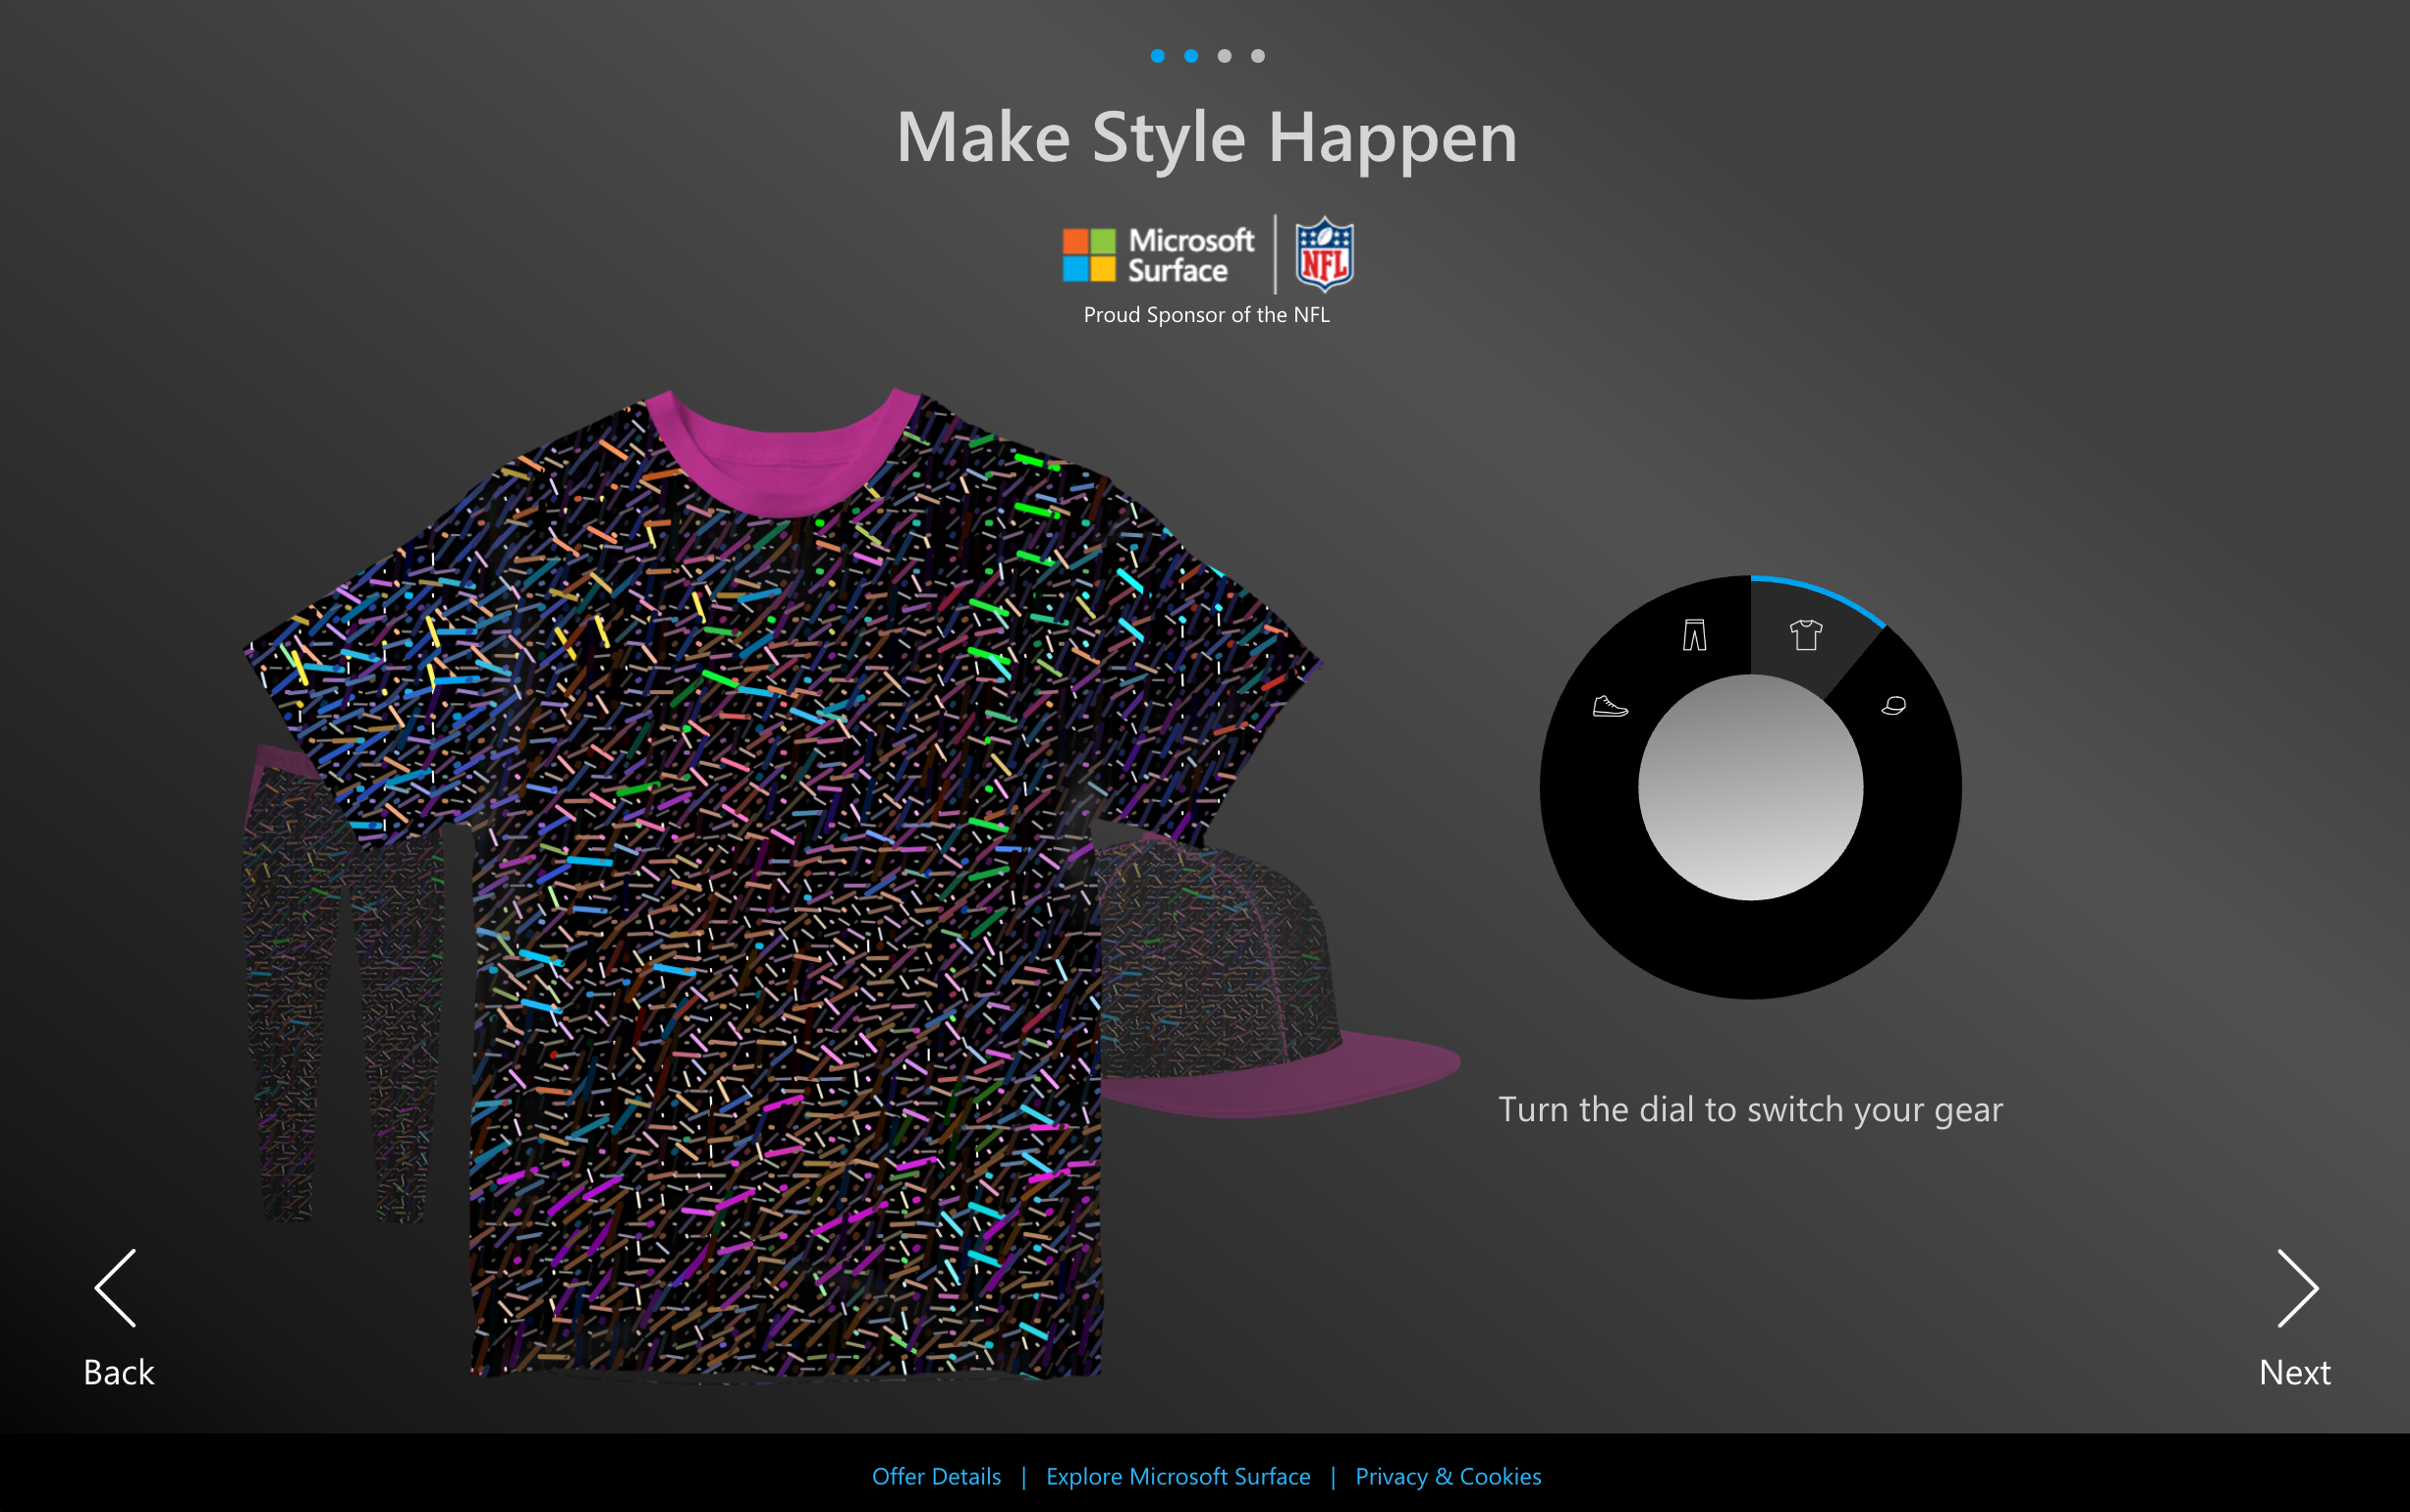 Make Style Happen
Microsoft
Surface
NFL
Proud Sponsor of the NFL
Turn the dial to switch your gear
Back
Next
Offer Details | Explore Microsoft Surface | Privacy & Cookies